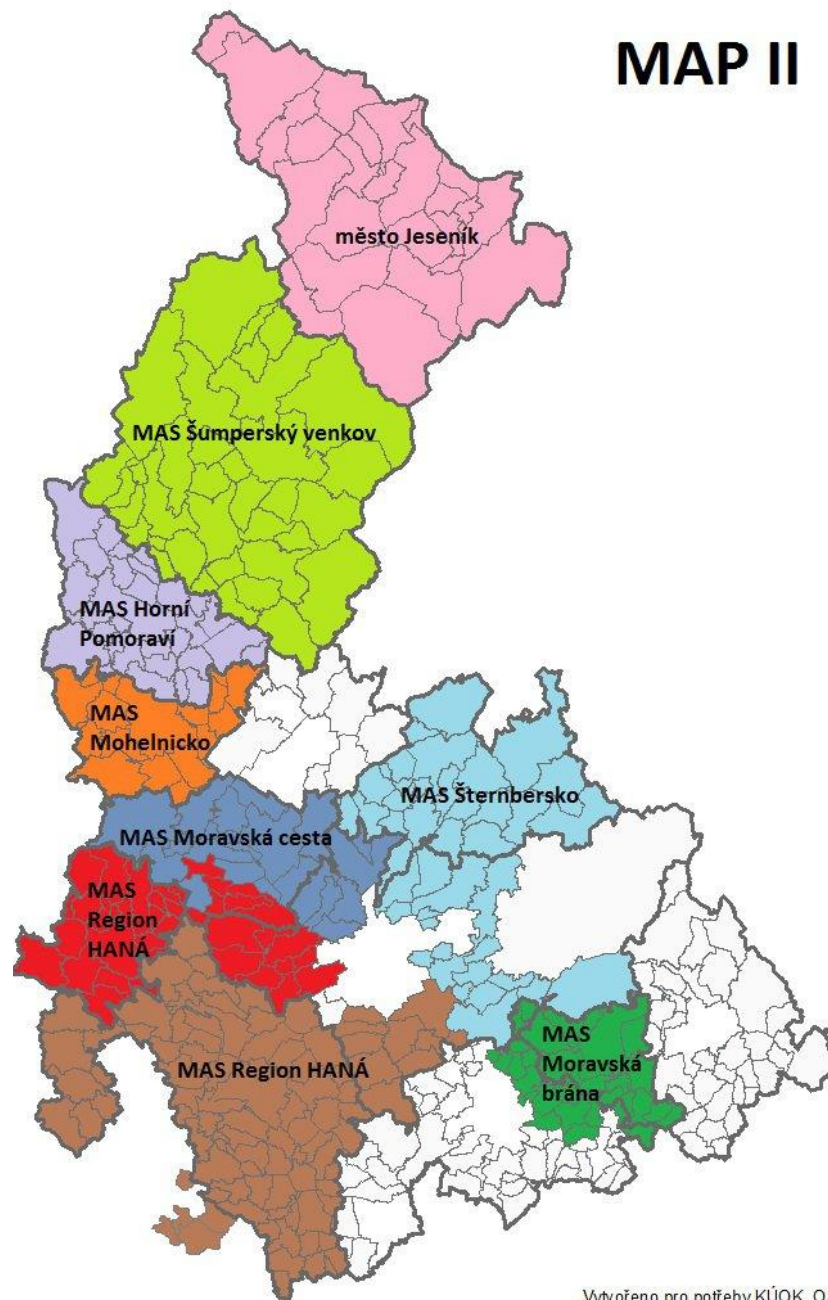 MAP II
město Jeseník
MAS Šumperský venkov
MAS Horní
Pomoraví
MAS
Mohelnicko
MAS Šternbersko
MAS Moravská cesta
MAS
Region
HANÁ
MAS Region HANÁ
MAS
Moravská
brána
Vytvořeno pro potřeby KÚOK, O